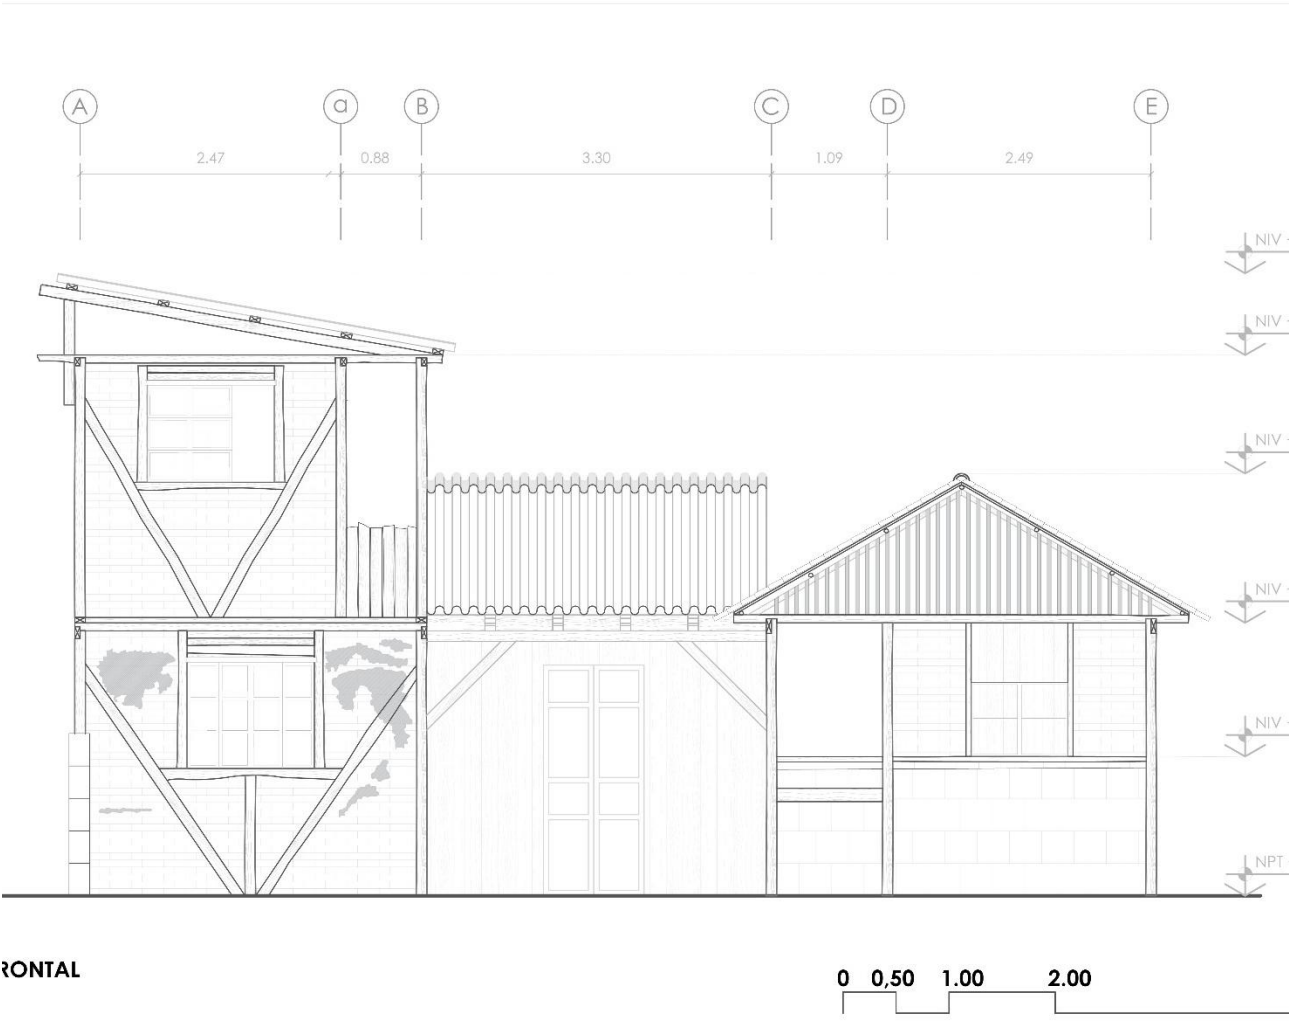 A a B C D E
2.47 0.88 3.30 1.09 2.49
NIV
NIV
NIV
NIV
NIV
NPT
RONTAL
0 0,50 1.00 2.00